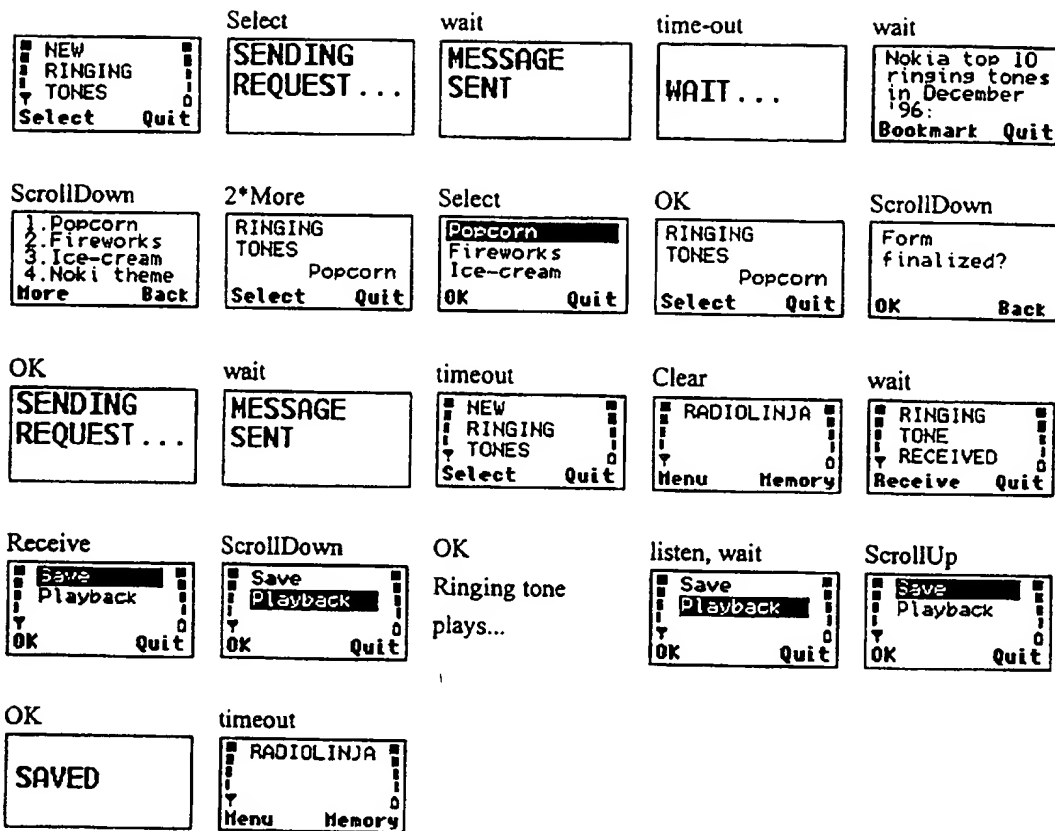 NEW
RINGING
TONES
Select Quit
Select
SENDING
REQUEST...
wait
MESSAGE
SENT
time-out
WAIT...
wait
Nokia top 10
ringing tones
in December
'96:
Bookmark Quit
ScrollDown
1.Popcorn
2.Fireworks
3.Ice-cream
4.Noki theme
More Back
2*More
RINGING
TONES
Popcorn
Select Quit
Select
Popcorn
Fireworks
Ice-cream
OK Quit
OK
RINGING
TONES
Popcorn
Select Quit
ScrollDown
Form
finalized?
OK Back
OK
SENDING
REQUEST...
wait
MESSAGE
SENT
timeout
NEW
RINGING
TONES
Select Quit
Clear
RADIOLINJA
Menu Memory
wait
RINGING
TONE
RECEIVED
Receive Quit
Receive
Save
Playback
OK Quit
ScrollDown
Save
Playback
OK Quit
OK
Ringing tone
plays...
listen, wait
Save
Playback
OK Quit
ScrollUp
Save
Playback
OK Quit
OK
SAVED
timeout
RADIOLINJA
Menu Memory